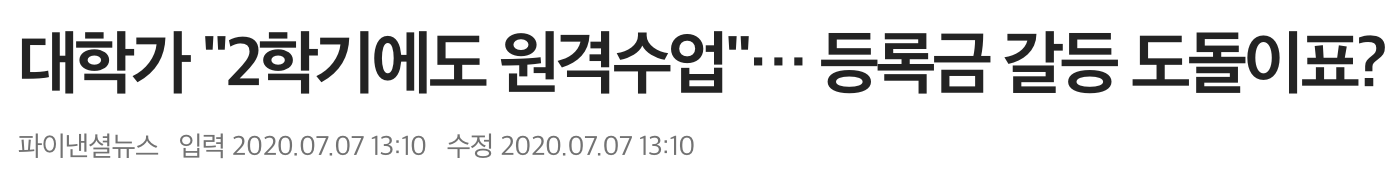 대학가 "2학기에도 원격수업"… 등록금 갈등 도돌이표?
파이낸셜뉴스 입력 2020.07.07 13:10 수정 2020.07.07 13:10